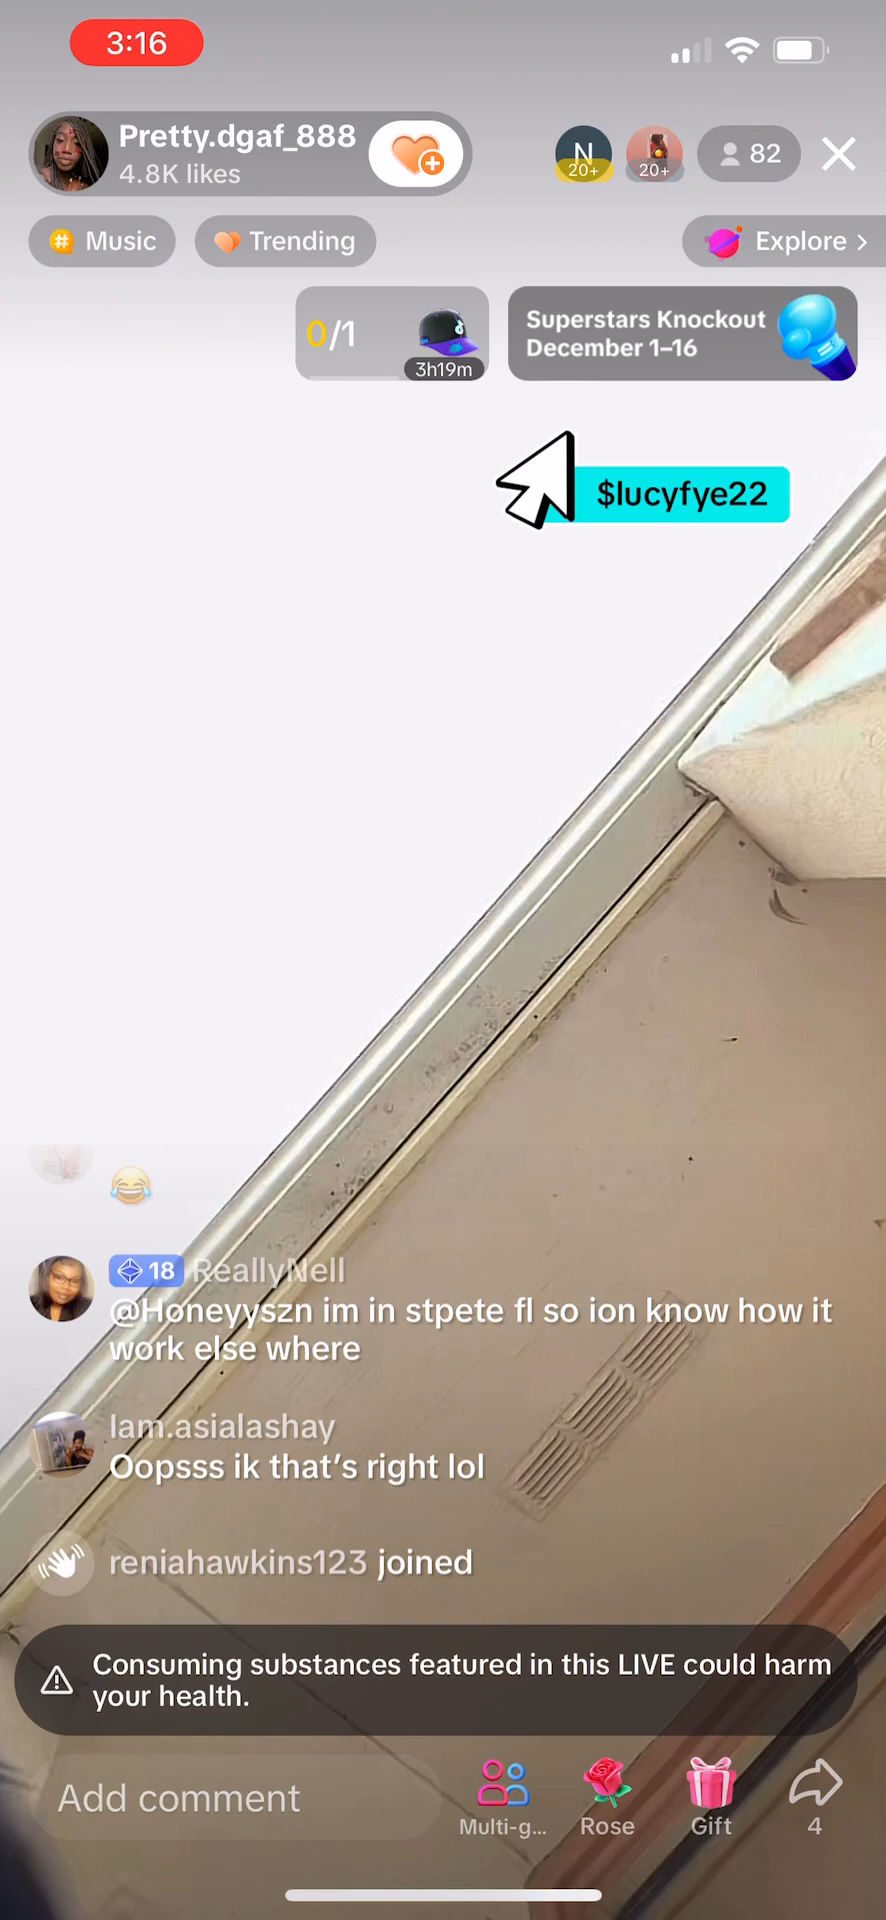 3:16
Pretty.dgaf_888
4.8K likes
N
20+
20+
82
Music
Trending
Explore >
0/1
3h19m
Superstars Knockout
December 1–16
$lucyfye22
😂
18 ReallyNell
@Honeyyszn im in stpete fl so ion know how it
work else where
Iam.asialashay
Oopsss ik that's right lol
reniahawkins123 joined
Consuming substances featured in this LIVE could harm
your health.
Add comment
Multi-g...
Rose
Gift
4